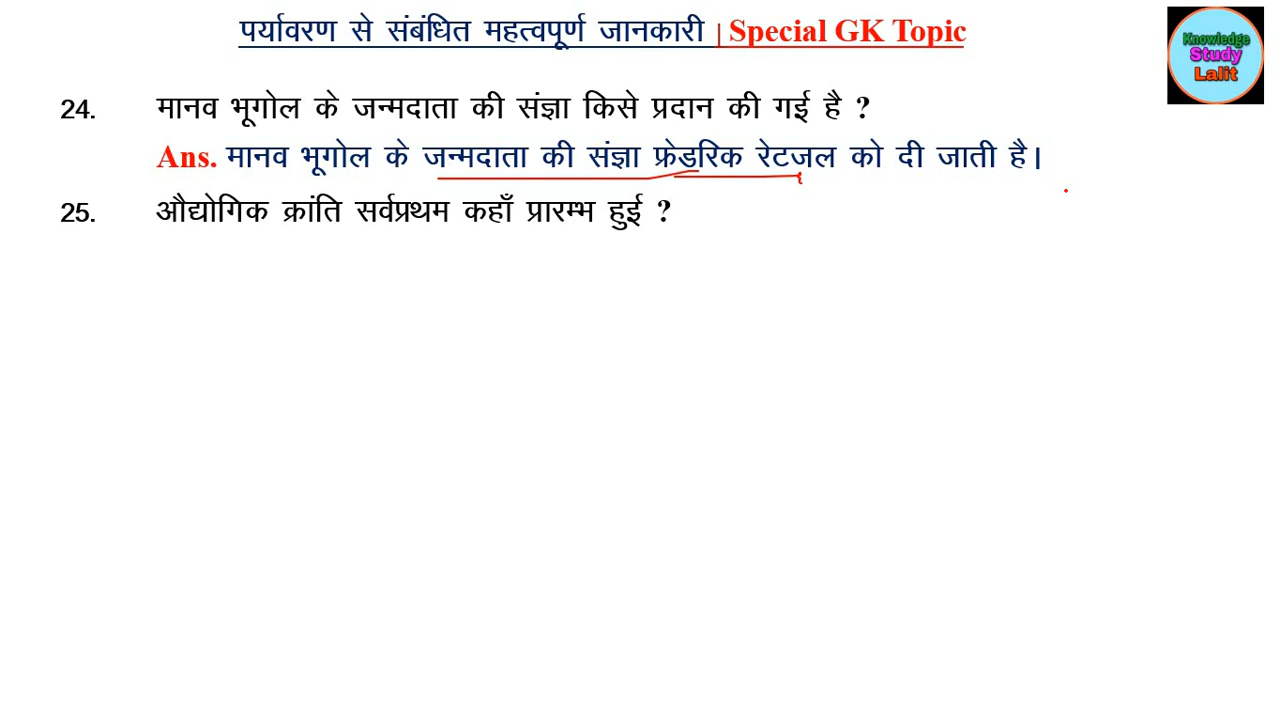 पर्यावरण से संबंधित महत्वपूर्ण जानकारी | Special GK Topic
Knowledge
Study
Lalit
24. मानव भूगोल के जन्मदाता की संज्ञा किसे प्रदान की गई है ?
Ans. मानव भूगोल के जन्मदाता की संज्ञा फ्रेडरिक रेटजल को दी जाती है।
25. औद्योगिक क्रांति सर्वप्रथम कहाँ प्रारम्भ हुई ?